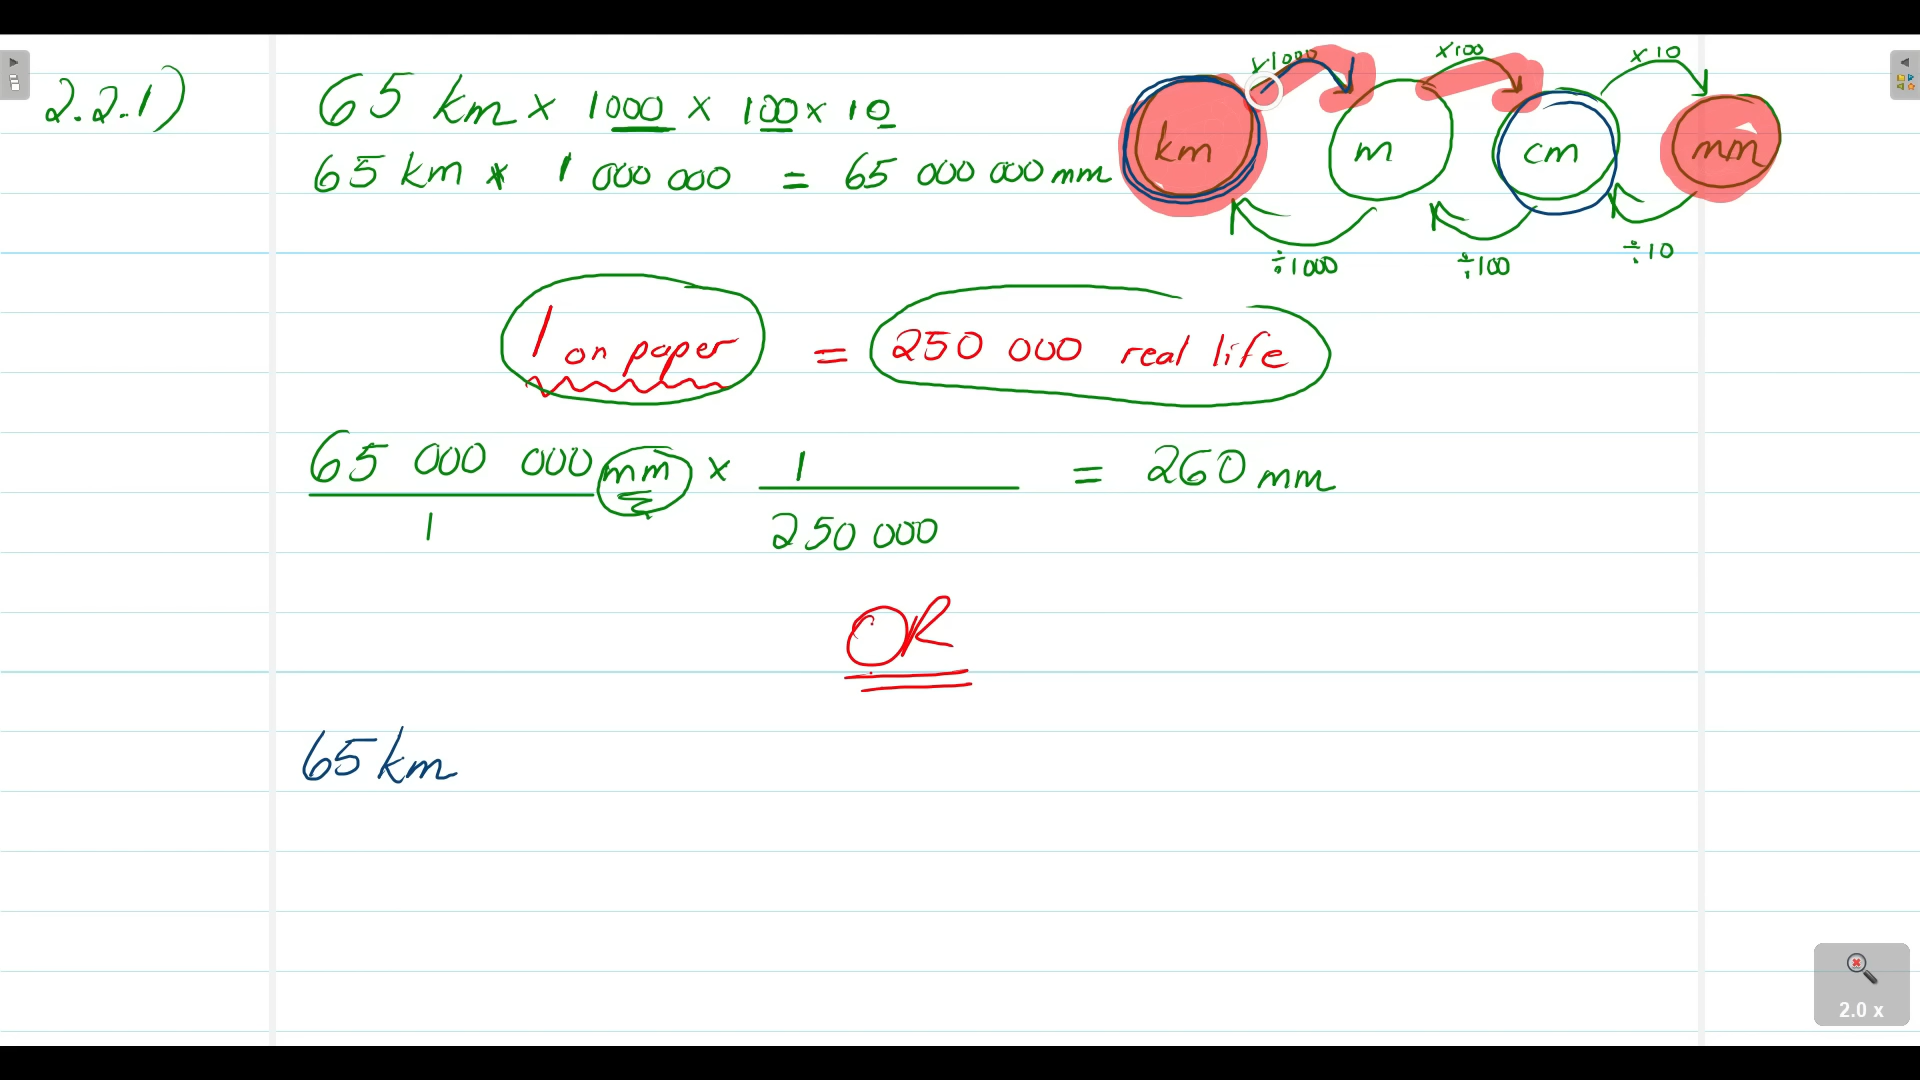 2.2.1) 65 km × 1000 × 100 × 10
65 km × 1 000 000 = 65 000 000 mm
×1000 ×100 ×10
km m cm mm
÷1000 ÷100 ÷10
1 on paper = 250 000 real life
65 000 000 mm × 1 = 260 mm
1 250 000
OR
65 km
2.0 x